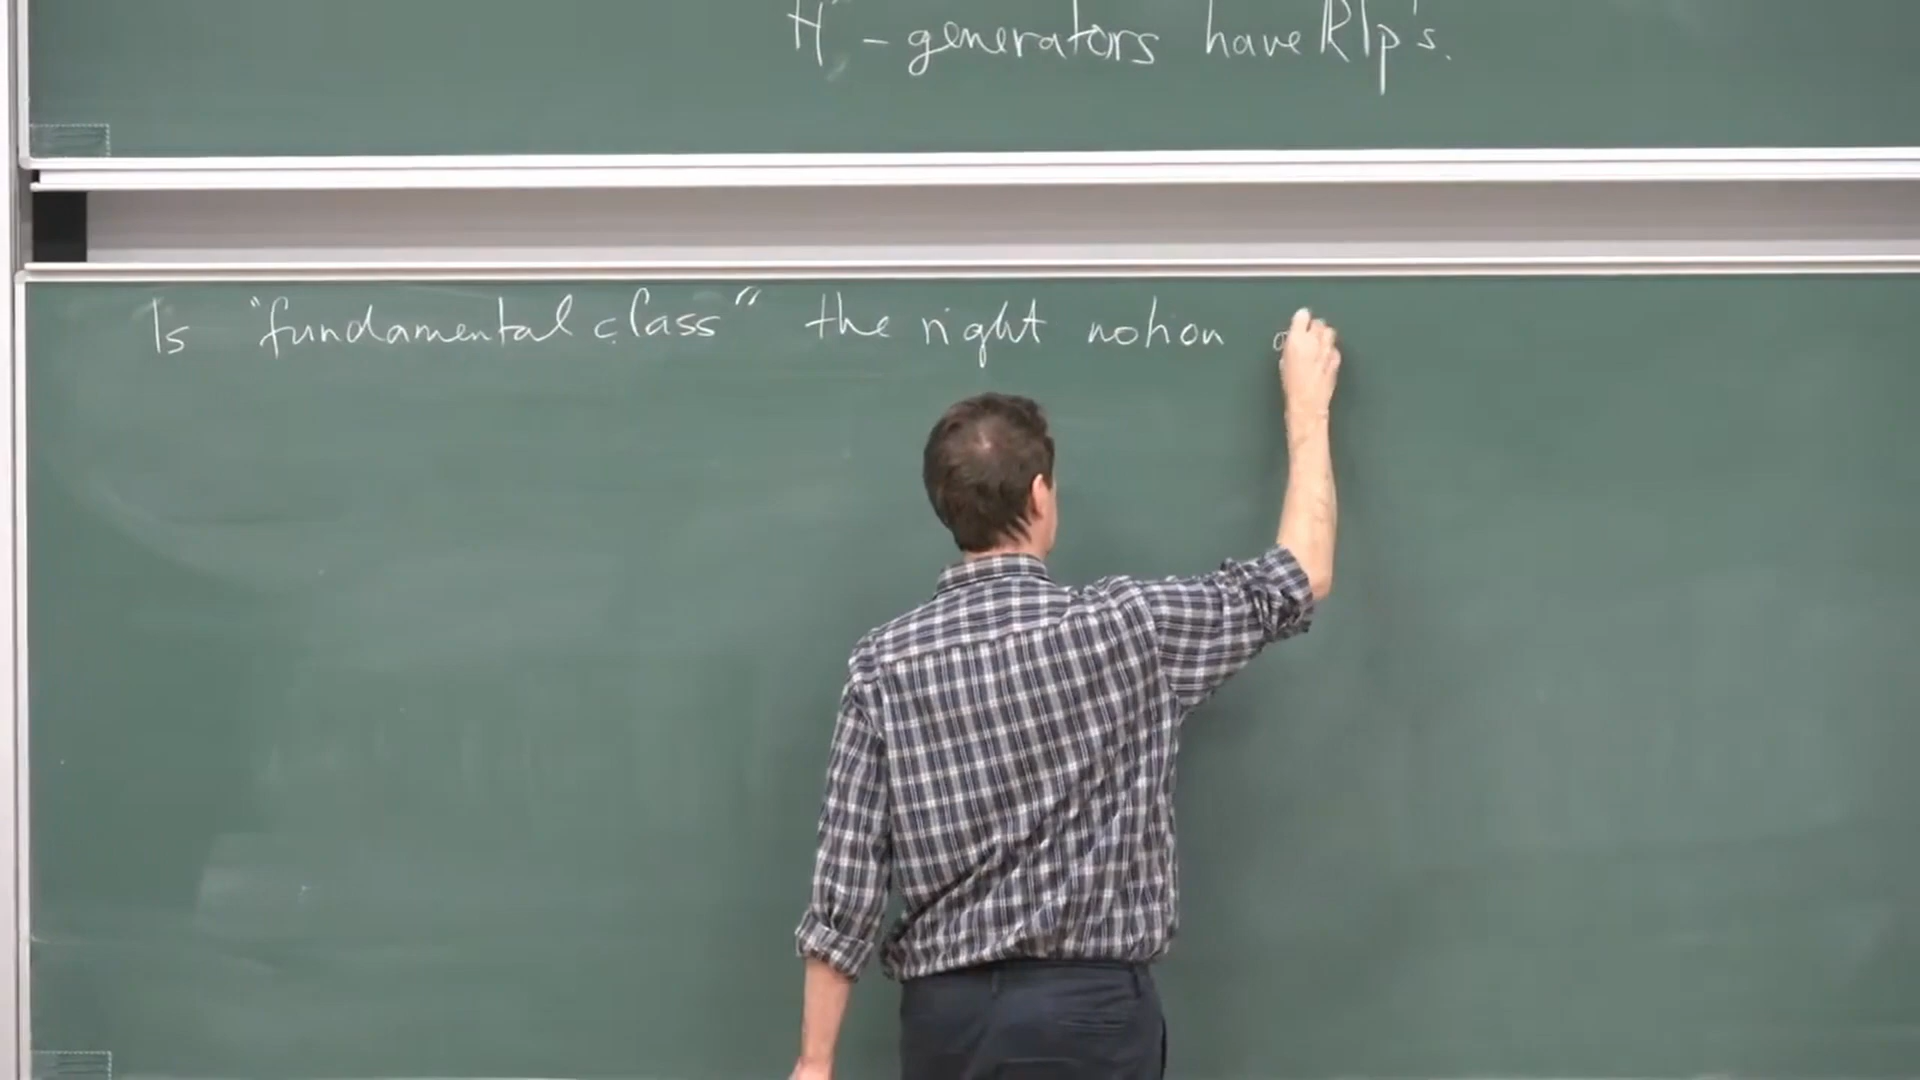 H - generators have RIp's.
Is "fundamental class" the right notion